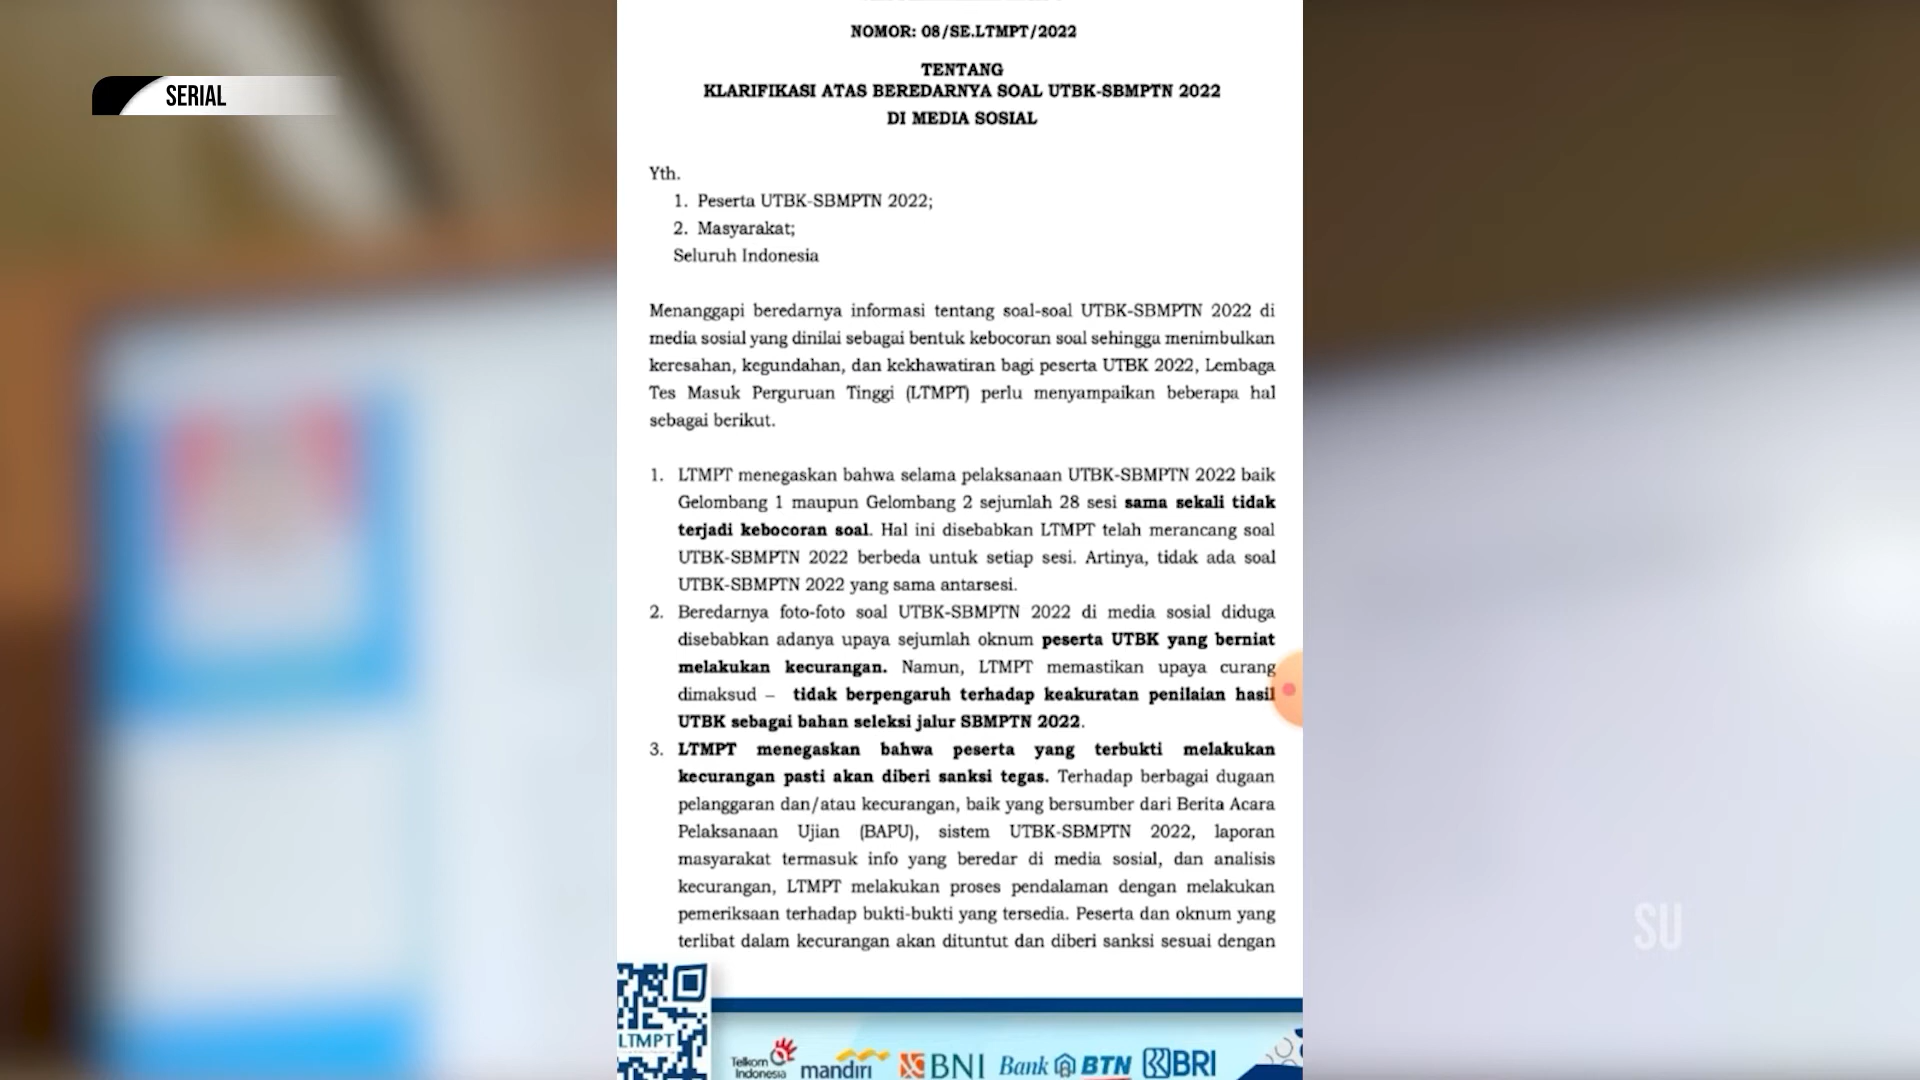 SERIAL
NOMOR: 08/SE.LTMPT/2022
TENTANG
KLARIFIKASI ATAS BEREDARNYA SOAL UTBK-SBMPTN 2022
DI MEDIA SOSIAL
Yth.
1. Peserta UTBK-SBMPTN 2022;
2. Masyarakat;
Seluruh Indonesia
Menanggapi beredarnya informasi tentang soal-soal UTBK-SBMPTN 2022 di
media sosial yang dinilai sebagai bentuk kebocoran soal sehingga menimbulkan
keresahan, kegundahan, dan kekhawatiran bagi peserta UTBK 2022, Lembaga
Tes Masuk Perguruan Tinggi (LTMPT) perlu menyampaikan beberapa hal
sebagai berikut.
1. LTMPT menegaskan bahwa selama pelaksanaan UTBK-SBMPTN 2022 baik
Gelombang 1 maupun Gelombang 2 sejumlah 28 sesi sama sekali tidak
terjadi kebocoran soal. Hal ini disebabkan LTMPT telah merancang soal
UTBK-SBMPTN 2022 berbeda untuk setiap sesi. Artinya, tidak ada soal
UTBK-SBMPTN 2022 yang sama antarsesi.
2. Beredarnya foto-foto soal UTBK-SBMPTN 2022 di media sosial diduga
disebabkan adanya upaya sejumlah oknum peserta UTBK yang berniat
melakukan kecurangan. Namun, LTMPT memastikan upaya curang
dimaksud – tidak berpengaruh terhadap keakuratan penilaian hasil
UTBK sebagai bahan seleksi jalur SBMPTN 2022.
3. LTMPT menegaskan bahwa peserta yang terbukti melakukan
kecurangan pasti akan diberi sanksi tegas. Terhadap berbagai dugaan
pelanggaran dan/atau kecurangan, baik yang bersumber dari Berita Acara
Pelaksanaan Ujian (BAPU), sistem UTBK-SBMPTN 2022, laporan
masyarakat termasuk info yang beredar di media sosial, dan analisis
kecurangan, LTMPT melakukan proses pendalaman dengan melakukan
pemeriksaan terhadap bukti-bukti yang tersedia. Peserta dan oknum yang
terlibat dalam kecurangan akan dituntut dan diberi sanksi sesuai dengan
SU
LTMPT
Telkom
Indonesia
mandiri
BNI
Bank BTN
BRI